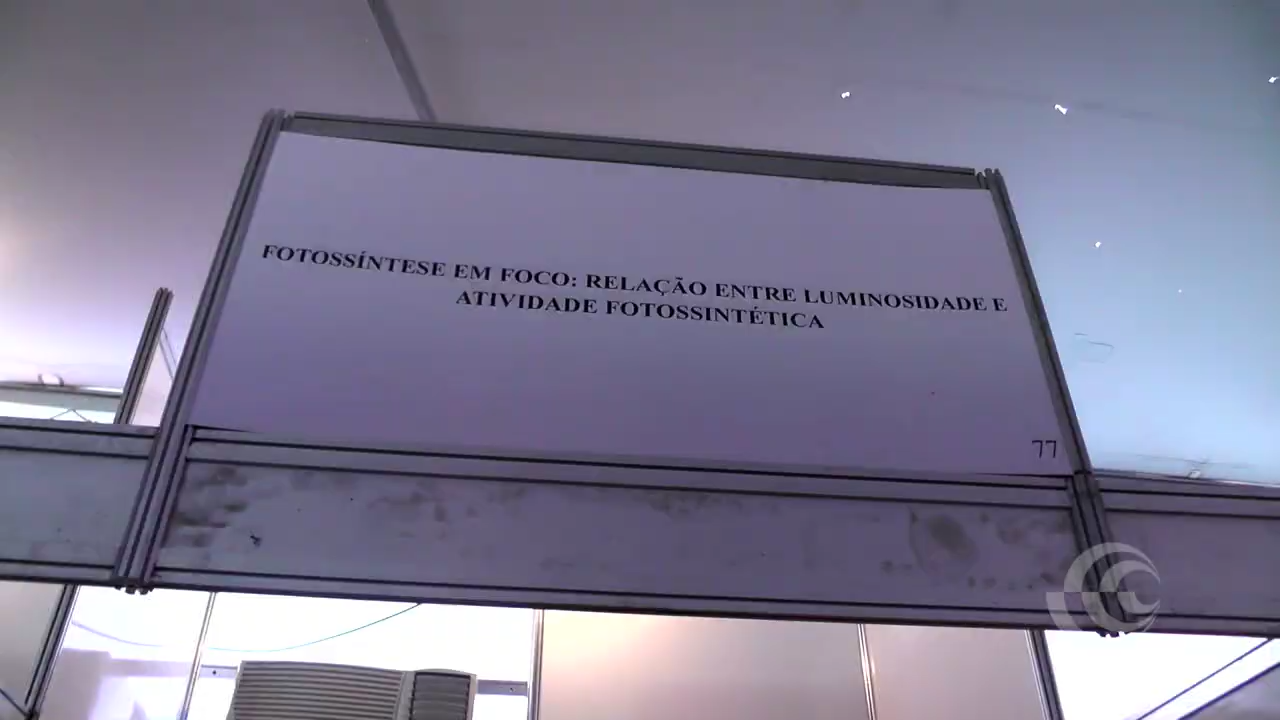 FOTOSSÍNTESE EM FOCO: RELAÇÃO ENTRE LUMINOSIDADE E
ATIVIDADE FOTOSSINTÉTICA
77